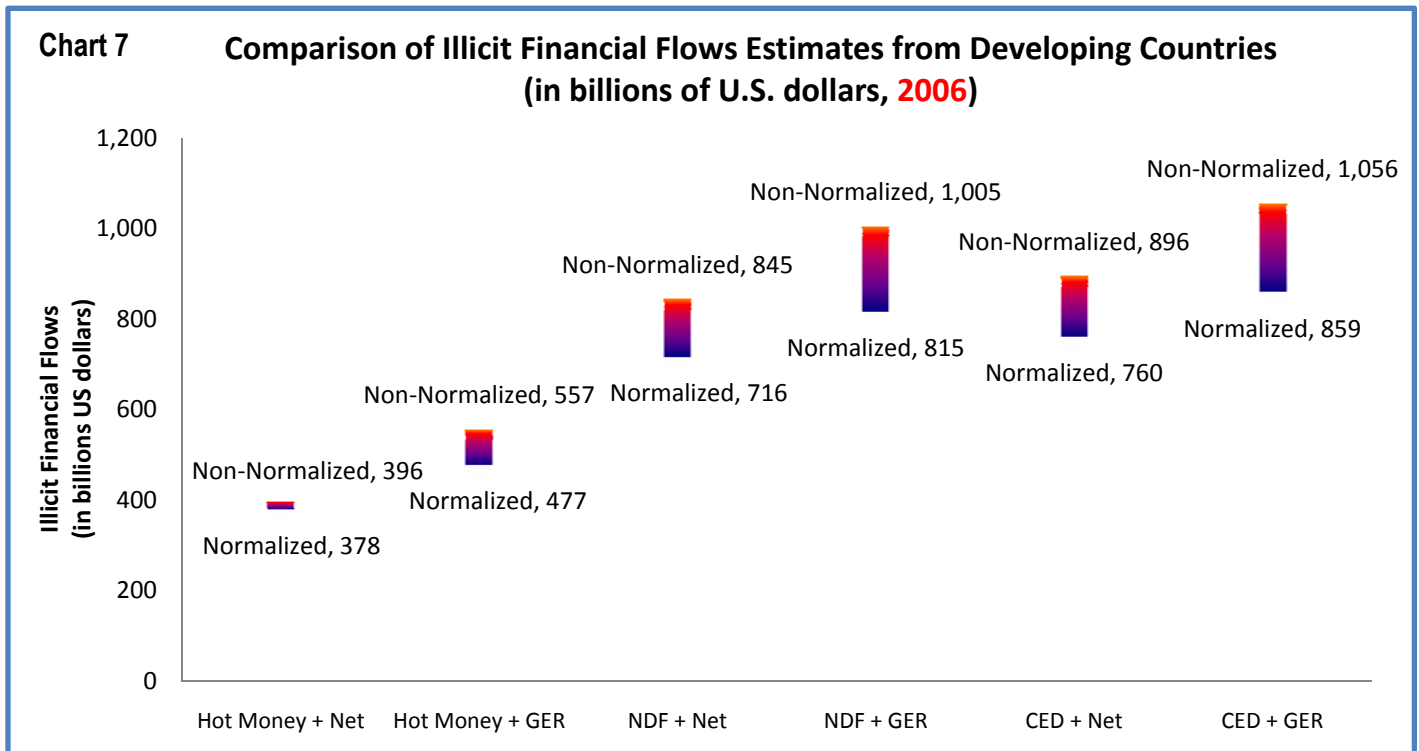 Chart 7
Comparison of Illicit Financial Flows Estimates from Developing Countries
(in billions of U.S. dollars, 2006)
Illicit Financial Flows
(in billions US dollars)
1,200
1,000
800
600
400
200
0
Non-Normalized, 396
Normalized, 378
Non-Normalized, 557
Normalized, 477
Non-Normalized, 845
Normalized, 716
Non-Normalized, 1,005
Normalized, 815
Non-Normalized, 896
Normalized, 760
Non-Normalized, 1,056
Normalized, 859
Hot Money + Net
Hot Money + GER
NDF + Net
NDF + GER
CED + Net
CED + GER